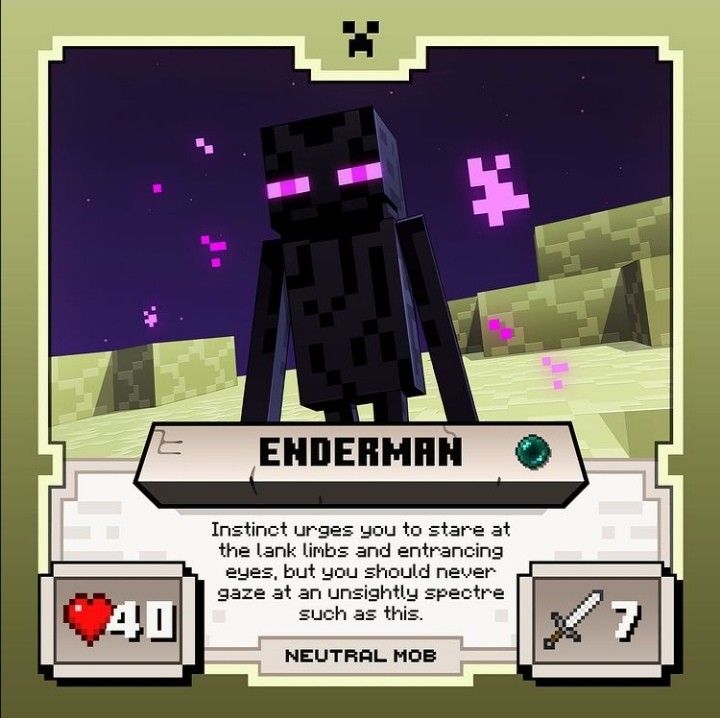 ENDERMAN
Instinct urges you to stare at
the lank limbs and entrancing
eyes, but you should never
gaze at an unsightly spectre
such as this.
40
7
NEUTRAL MOB